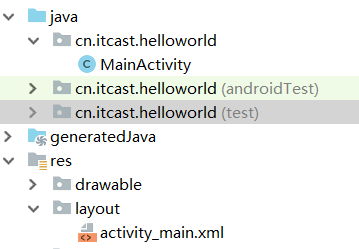 java
cn.itcast.helloworld
MainActivity
cn.itcast.helloworld (androidTest)
cn.itcast.helloworld (test)
generatedJava
res
drawable
layout
activity_main.xml